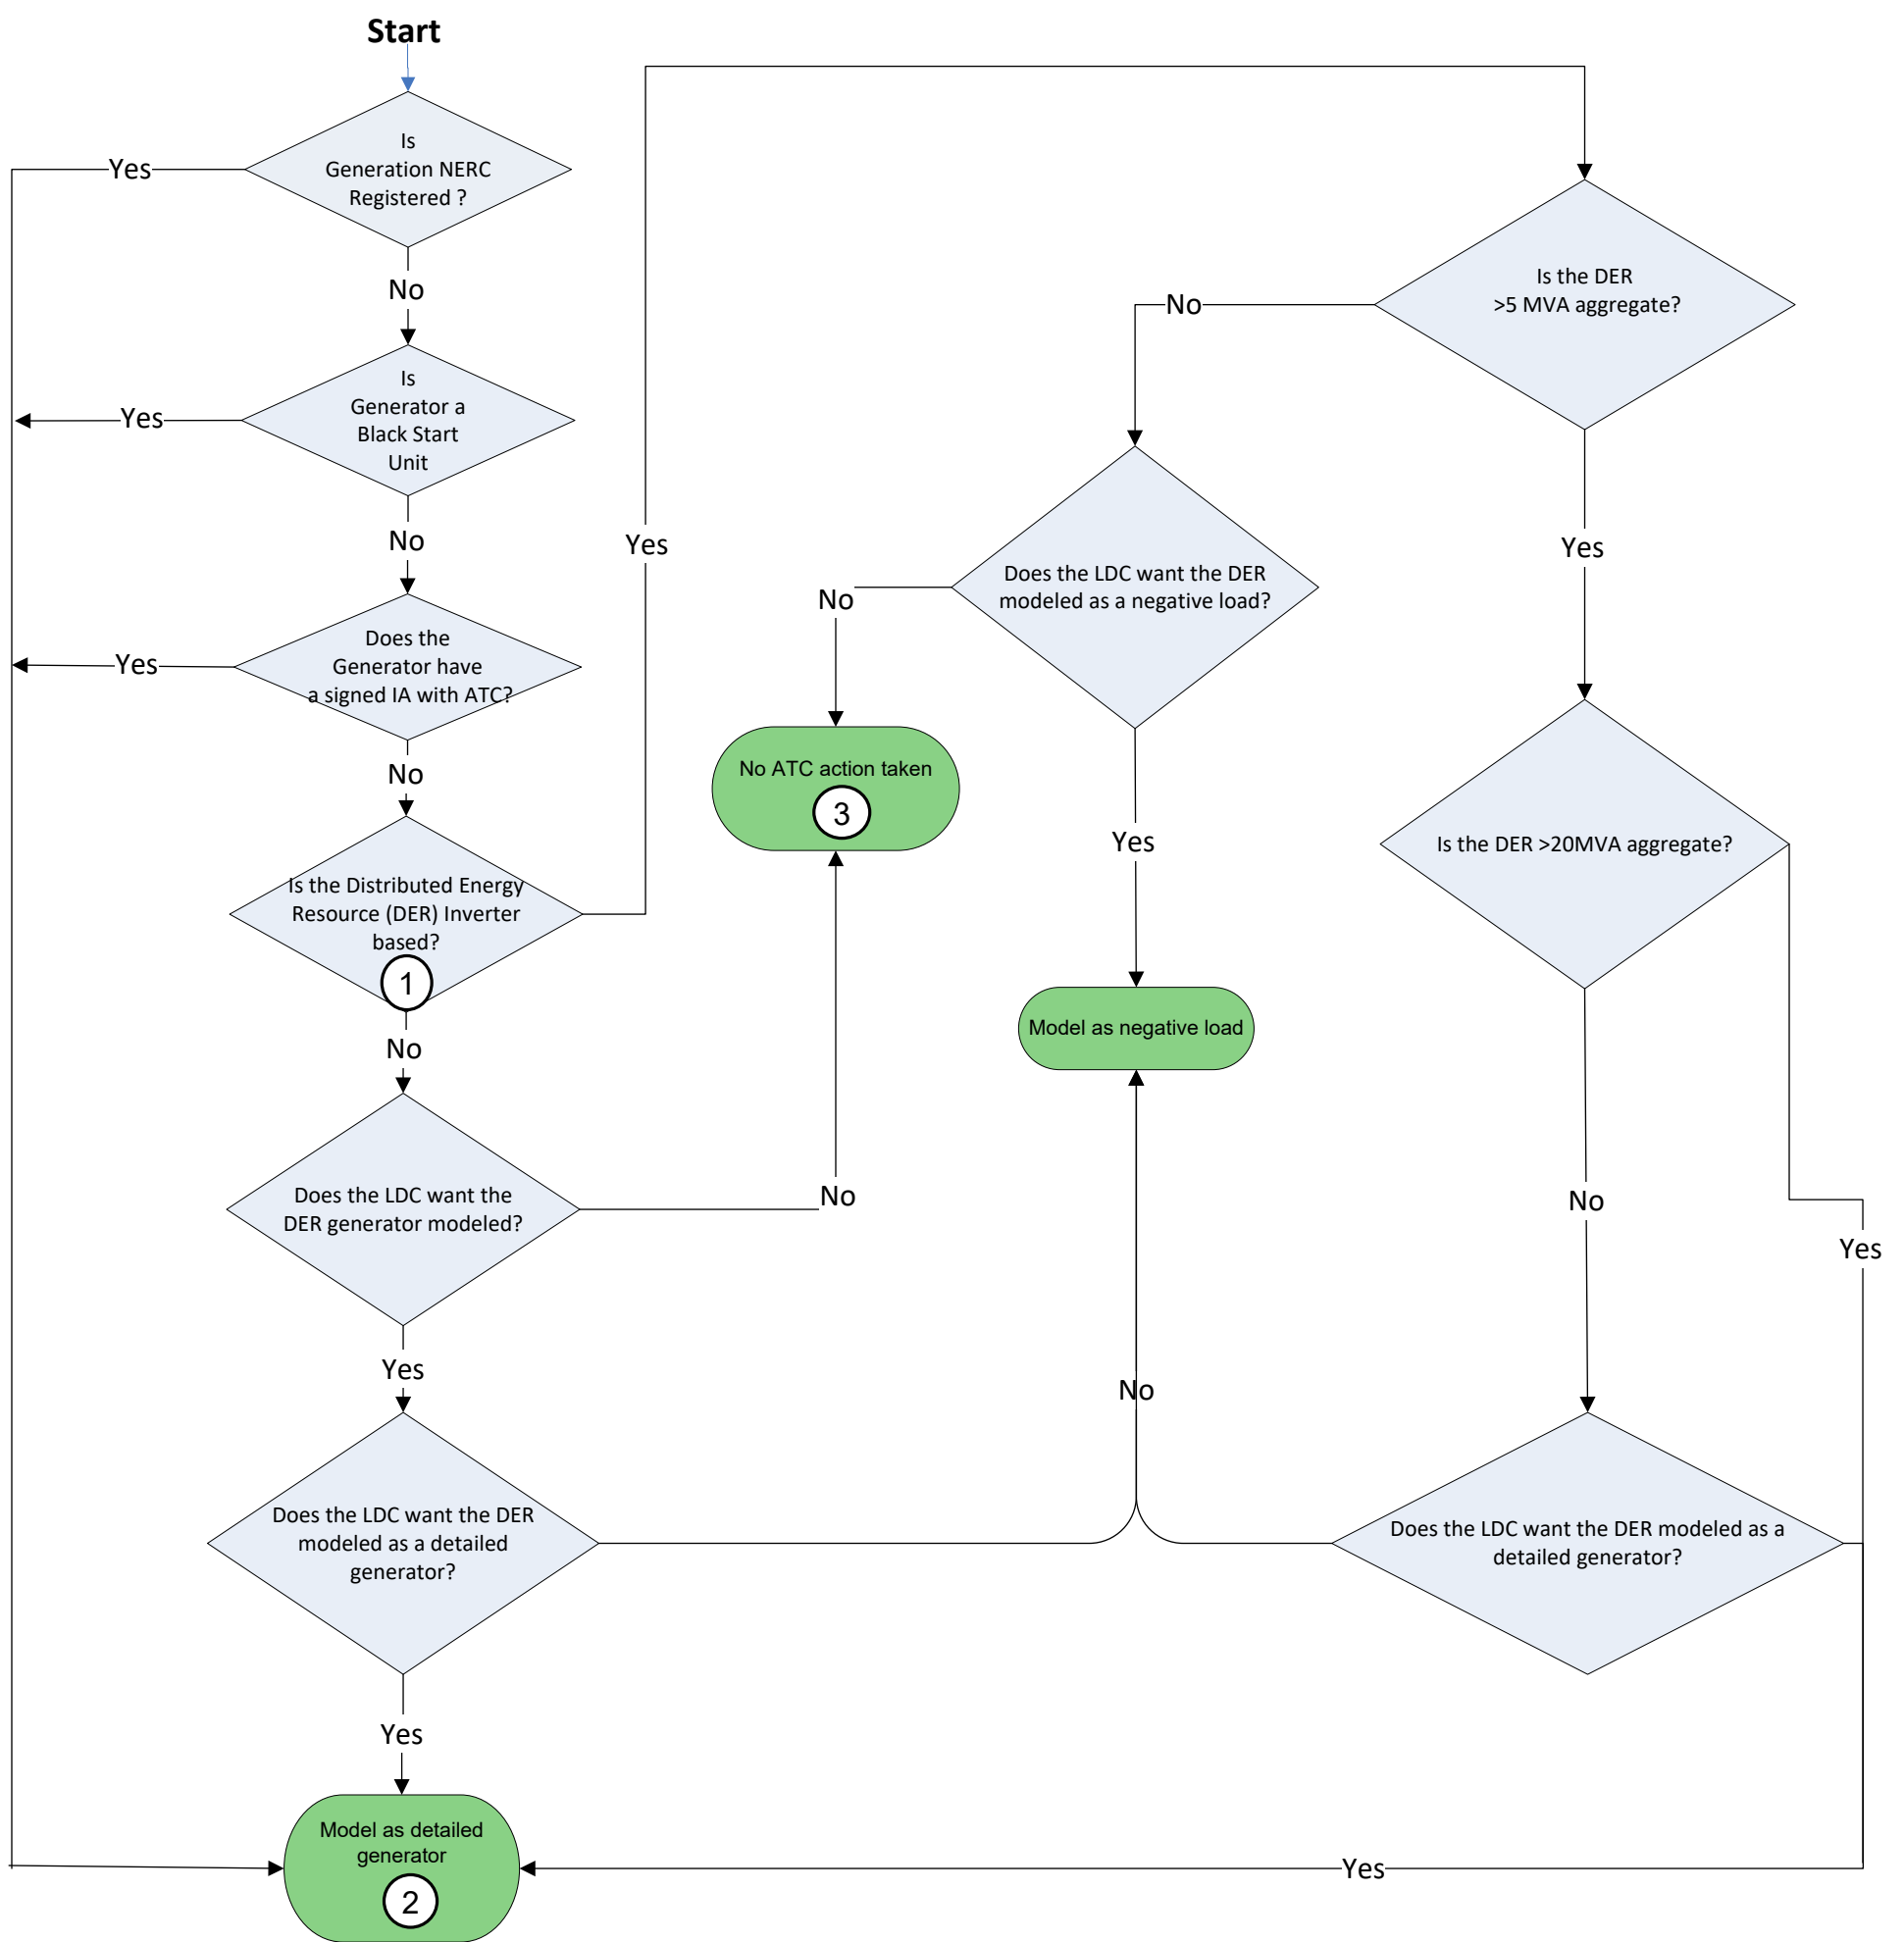 Start
Is
Generation NERC
Registered ?
Yes
No
Is
Generator a
Black Start
Unit
Yes
No
Does the
Generator have
a signed IA with ATC?
Yes
No
Is the Distributed Energy
Resource (DER) Inverter
based?
1
Yes
No
Does the LDC want the
DER generator modeled?
No
Yes
Does the LDC want the DER
modeled as a detailed
generator?
No
Yes
Model as detailed
generator
2
No ATC action taken
3
Is the DER
>5 MVA aggregate?
No
Yes
Does the LDC want the DER
modeled as a negative load?
No
Yes
Model as negative load
Is the DER >20MVA aggregate?
No
Yes
Does the LDC want the DER modeled as a
detailed generator?
Yes